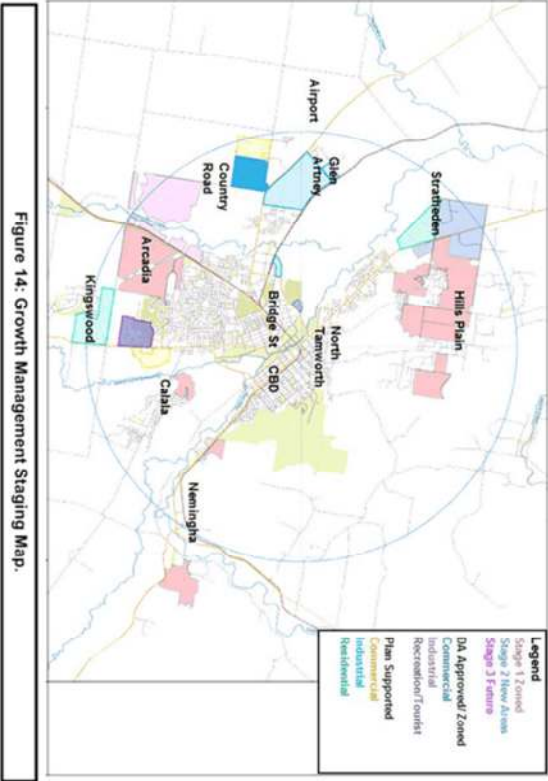 Airport
Glen
Artney
Country
Road
Stratheden
Hills Plain
North
Tamworth
Bridge St
CBD
Arcadia
Kingswood
Calala
Nemingha
Legend
Stage 1 Zoned
Stage 2 New Areas
Stage 3 Future
DA Approved/ Zoned
Commercial
Industrial
Recreation/Tourist
Plan Supported
Commercial
Industrial
Residential
Figure 14: Growth Management Staging Map.